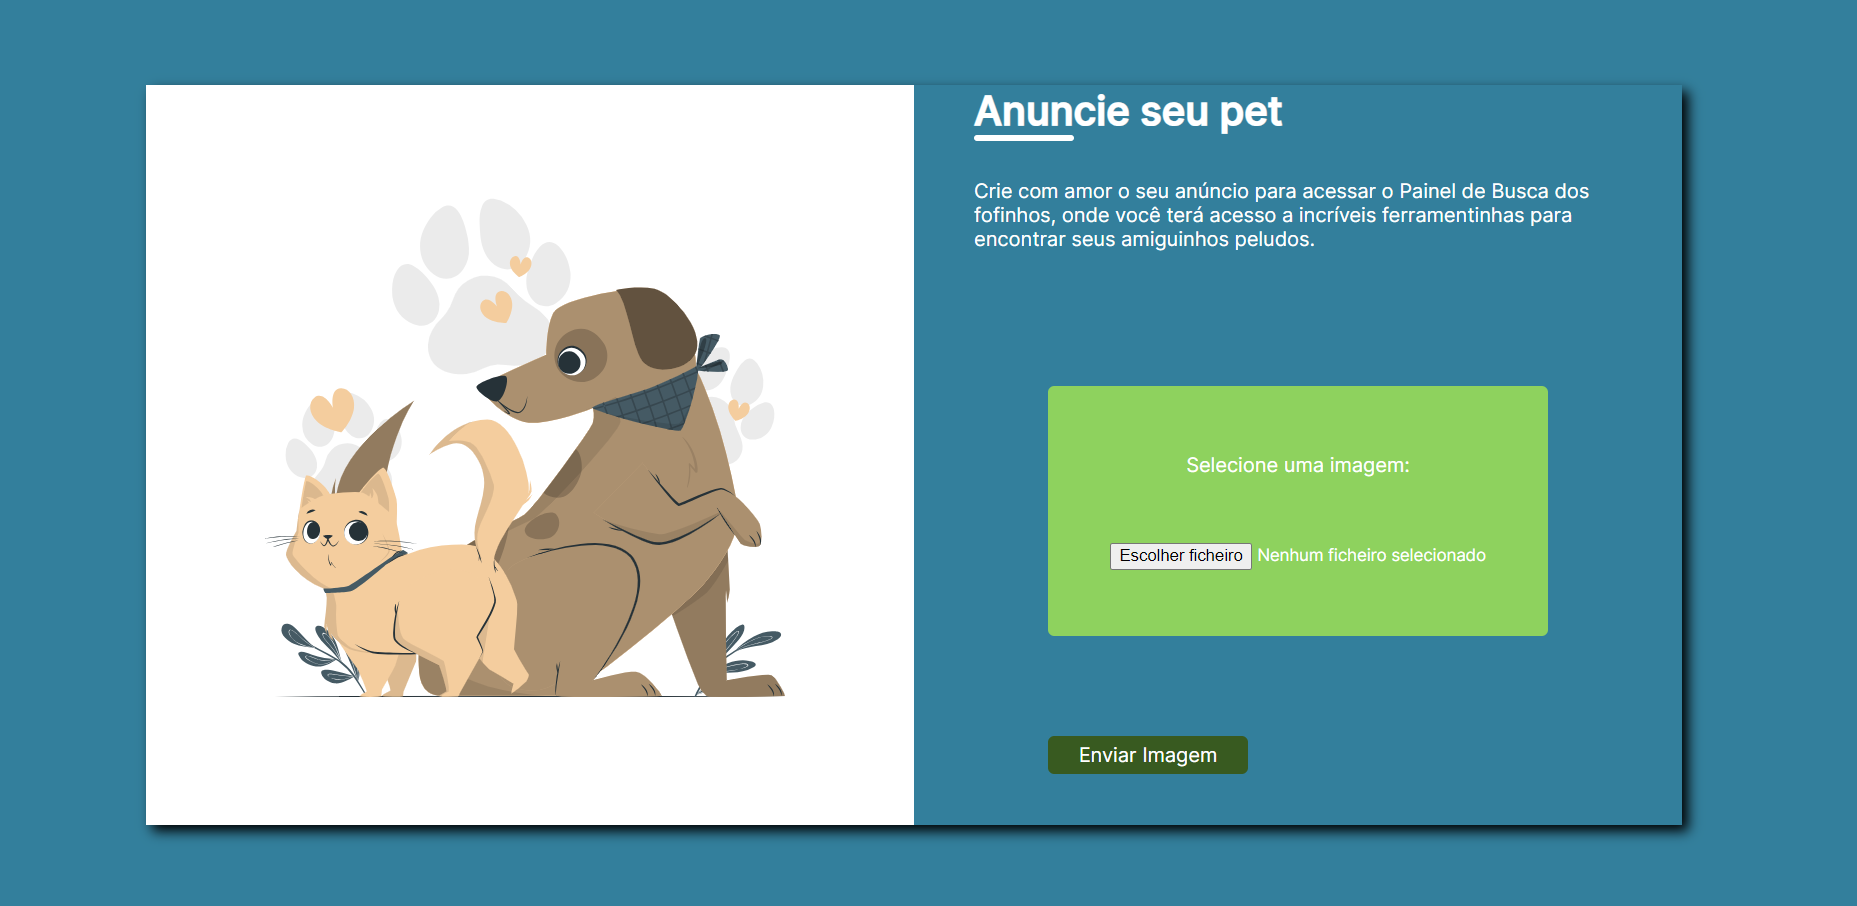 Anuncie seu pet
Crie com amor o seu anúncio para acessar o Painel de Busca dos
fofinhos, onde você terá acesso a incríveis ferramentinhas para
encontrar seus amiguinhos peludos.
Selecione uma imagem:
Escolher ficheiro Nenhum ficheiro selecionado
Enviar Imagem